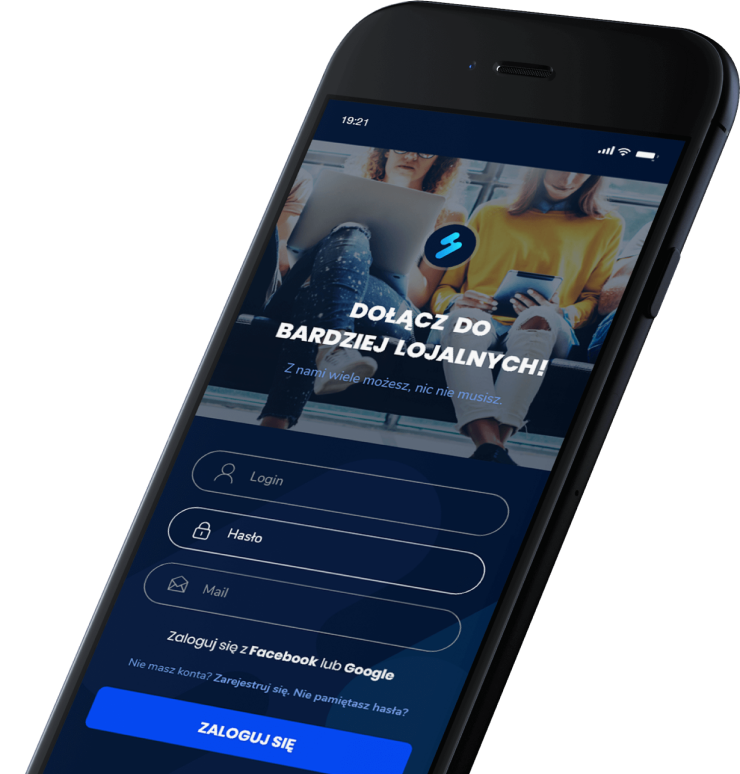 19:21
DOŁĄCZ DO
BARDZIEJ LOJALNYCH!
Z nami wiele możesz, nic nie musisz.
Login
Hasło
Mail
Zaloguj się z Facebook lub Google
Nie masz konta? Zarejestruj się. Nie pamiętasz hasła?
ZALOGUJ SIĘ